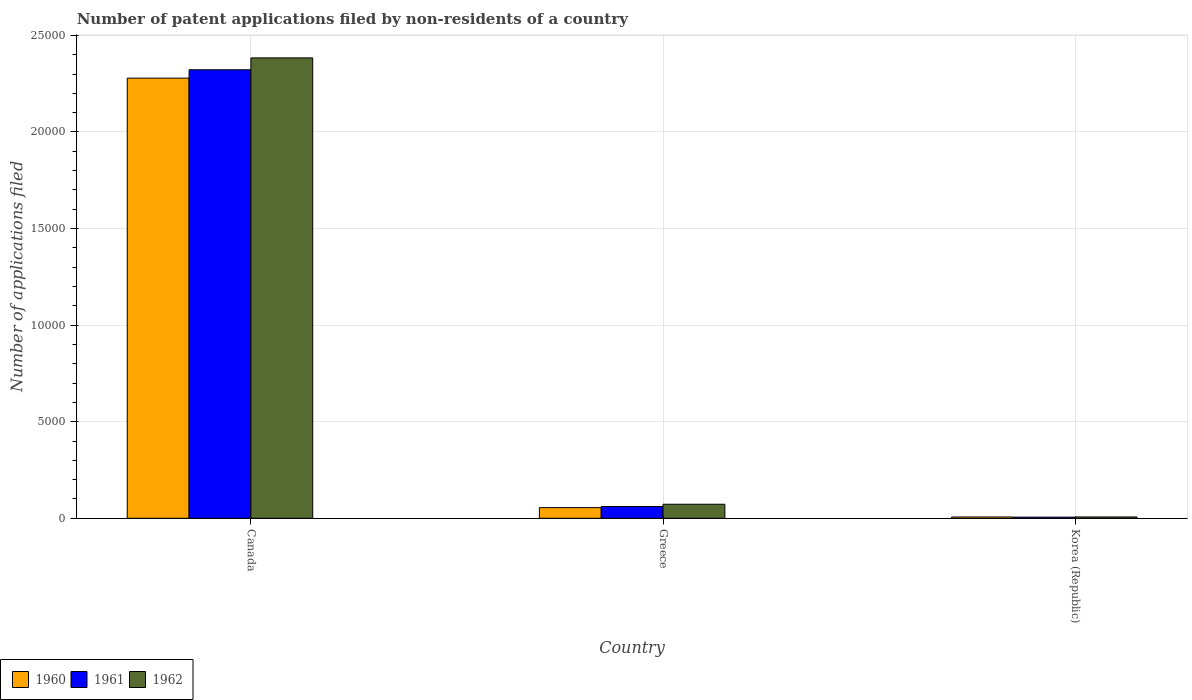 Number of patent applications filed by non-residents of a country
25000
20000
15000
10000
5000
0
Number of applications filed
Canada
Greece
Korea (Republic)
Country
1960
1961
1962